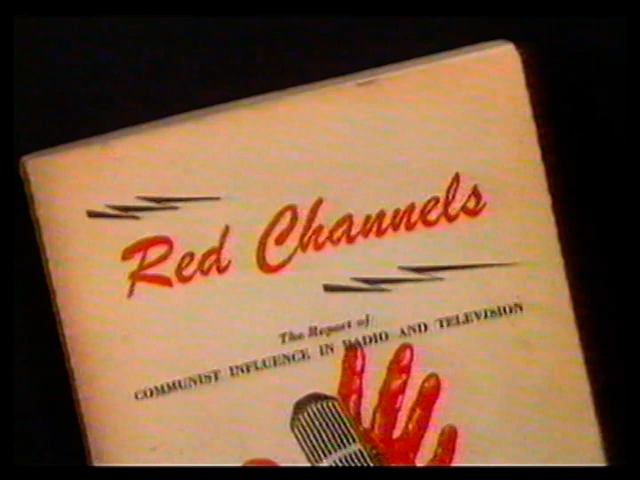 Red Channels
The Report of
COMMUNIST INFLUENCE IN RADIO AND TELEVISION